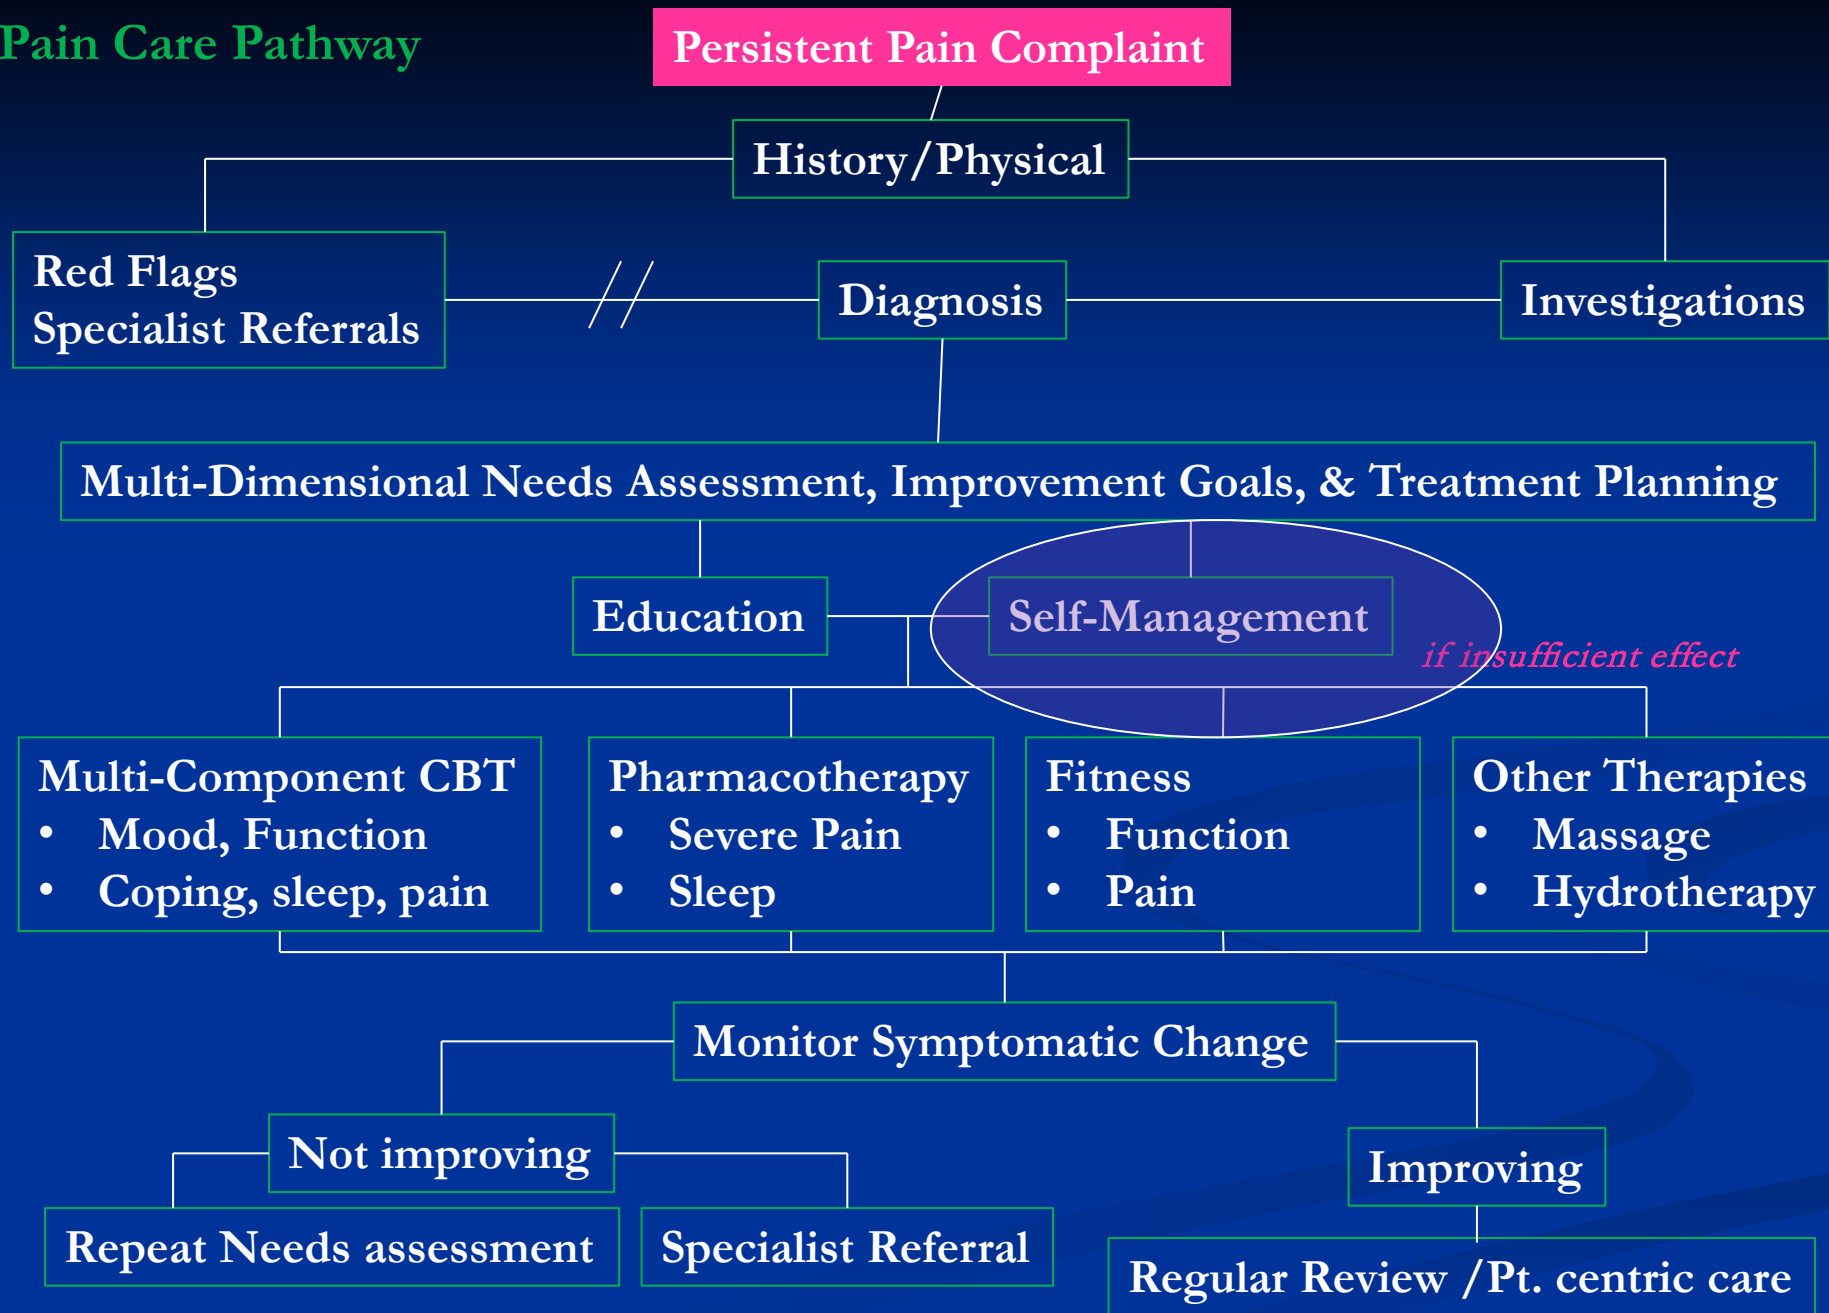 Pain Care Pathway
Persistent Pain Complaint
History/Physical
Red Flags
Specialist Referrals
Diagnosis
Investigations
Multi-Dimensional Needs Assessment, Improvement Goals, & Treatment Planning
Education
Self-Management
if insufficient effect
Multi-Component CBT
• Mood, Function
• Coping, sleep, pain
Pharmacotherapy
• Severe Pain
• Sleep
Fitness
• Function
• Pain
Other Therapies
• Massage
• Hydrotherapy
Monitor Symptomatic Change
Not improving
Improving
Repeat Needs assessment
Specialist Referral
Regular Review /Pt. centric care